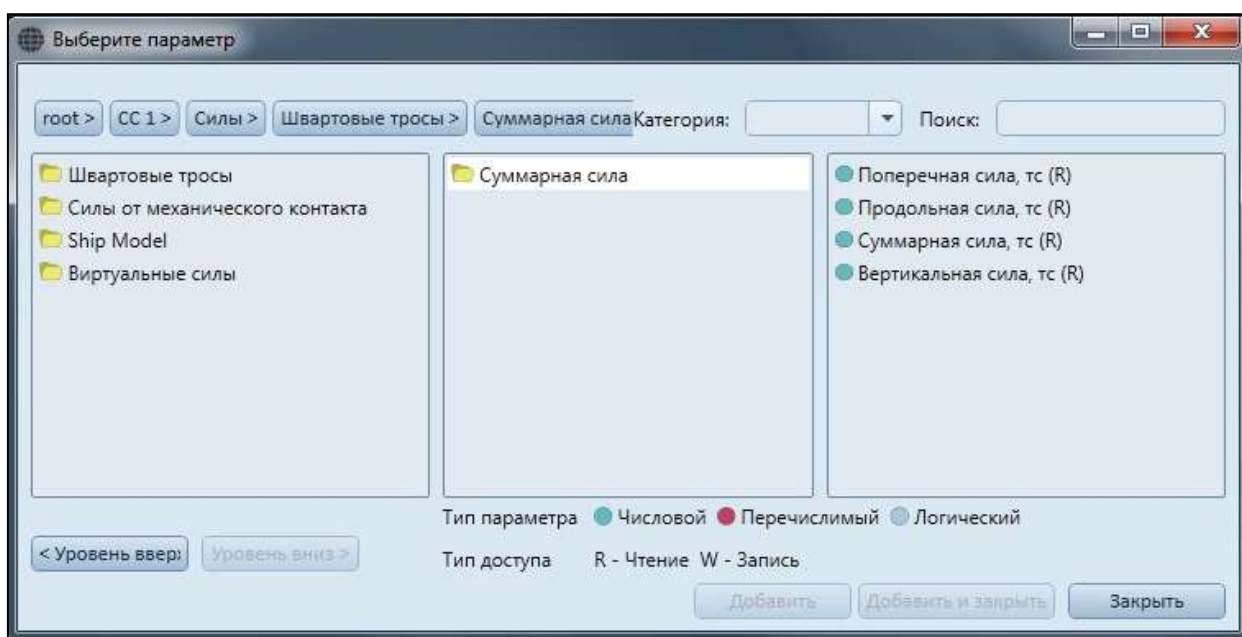 Выберите параметр
root > СС 1 > Силы > Швартовые тросы > Суммарная сила Категория: Поиск:
Швартовые тросы
Силы от механического контакта
Ship Model
Виртуальные силы
Суммарная сила
Поперечная сила, тс (R)
Продольная сила, тс (R)
Суммарная сила, тс (R)
Вертикальная сила, тс (R)
Тип параметра Числовой Перечислимый Логический
< Уровень вверх Уровень вниз >
Тип доступа R - Чтение W - Запись
Добавить Добавить и закрыть Закрыть